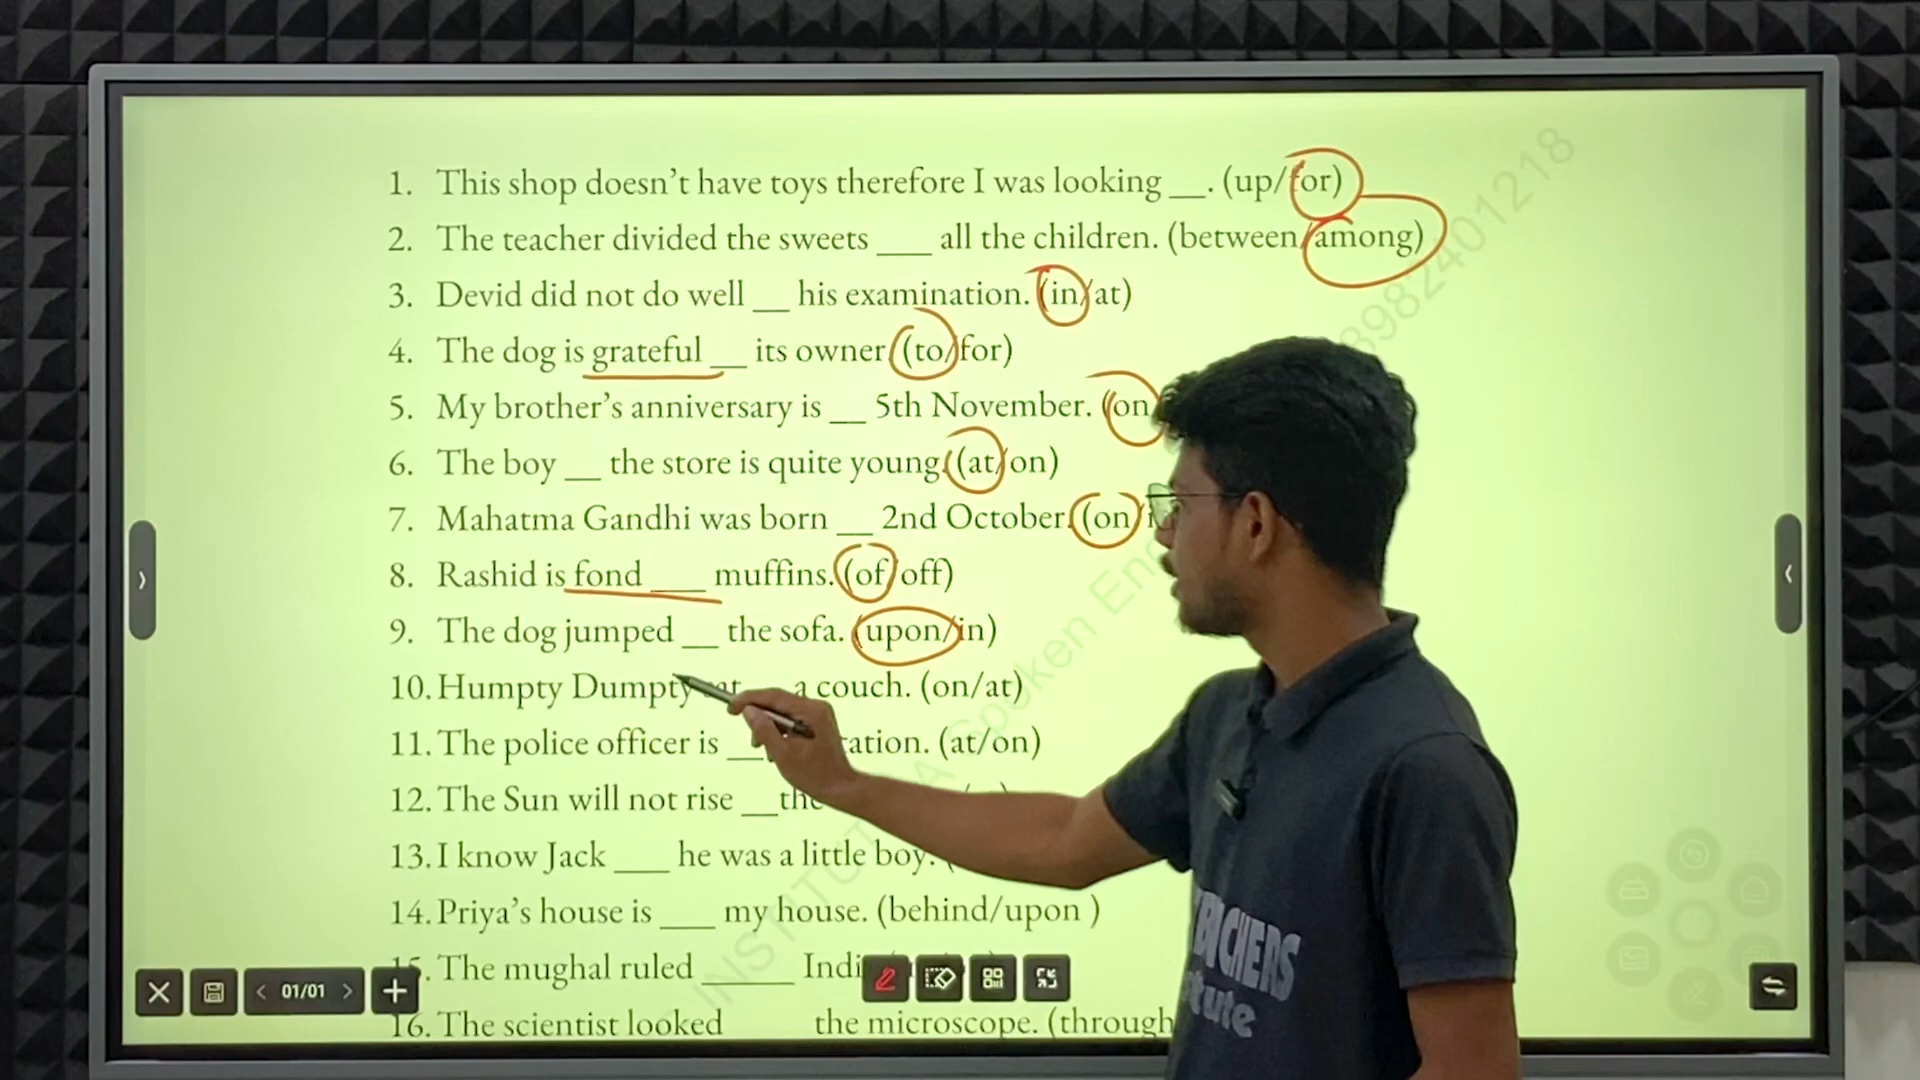 1. This shop doesn't have toys therefore I was looking __. (up/for)
2. The teacher divided the sweets ___ all the children. (between/among)
3. Devid did not do well __ his examination. (in/at)
4. The dog is grateful __ its owner (to/for)
5. My brother's anniversary is __ 5th November. (on
6. The boy __ the store is quite young. (at/on)
7. Mahatma Gandhi was born __ 2nd October. (on/
8. Rashid is fond ___ muffins. (of/off)
9. The dog jumped __ the sofa. (upon/in)
10. Humpty Dumpty a couch. (on/at)
11. The police officer is __ (at/on)
12. The Sun will not rise __ the
13. I know Jack ___ he was a little boy. (
14. Priya's house is ___ my house. (behind/upon )
15. The mughal ruled _____
16. The scientist looked the microscope. (through
01/01
INSTITUTE
A Spoken
8982401218
TEACHERS